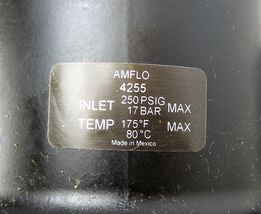 AMFLO
4255
INLET 250 PSIG MAX
17 BAR
TEMP 175°F MAX
80°C
Made in Mexico